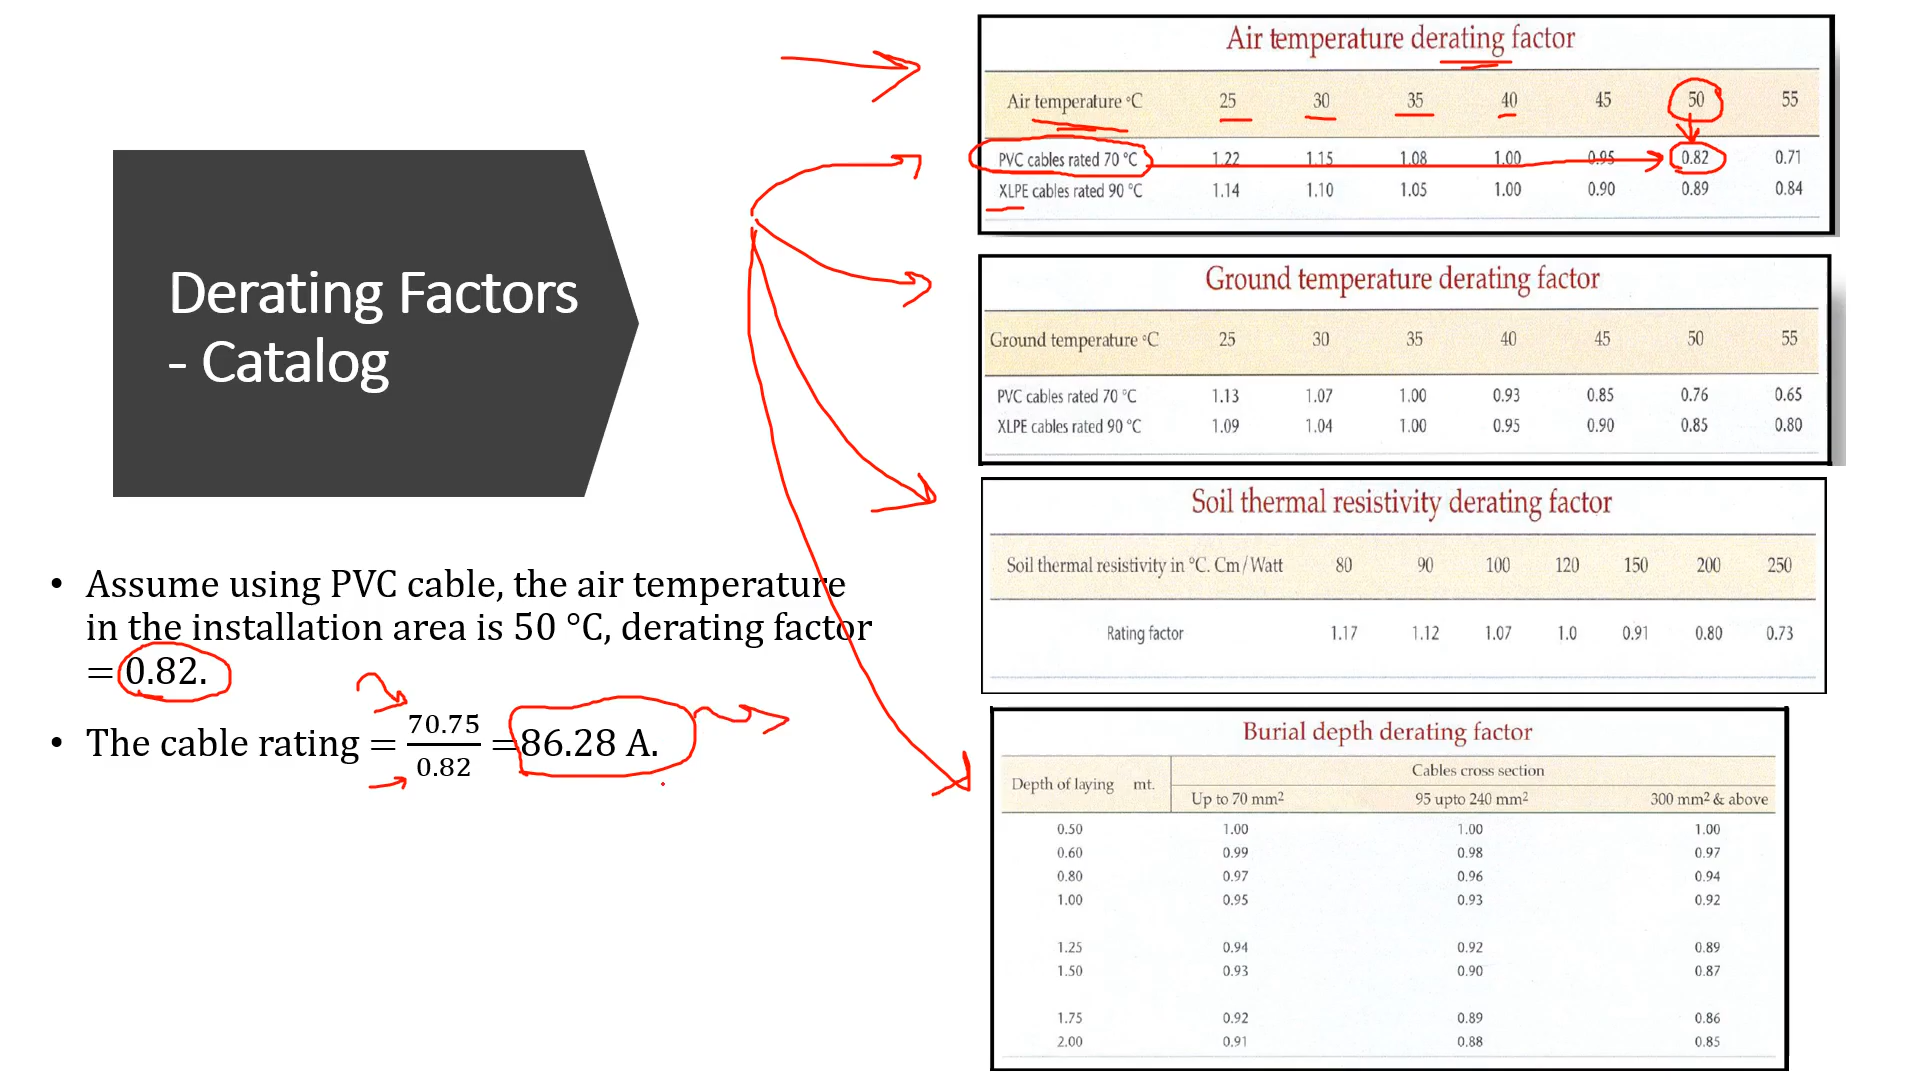 Derating Factors
- Catalog
• Assume using PVC cable, the air temperature
in the installation area is 50 °C, derating factor
= 0.82.
• The cable rating = 70.75/0.82 = 86.28 A.
Air temperature derating factor
Air temperature °C 25 30 35 40 45 50 55
PVC cables rated 70 °C 1.22 1.15 1.08 1.00 0.95 0.82 0.71
XLPE cables rated 90 °C 1.14 1.10 1.05 1.00 0.90 0.89 0.84
Ground temperature derating factor
Ground temperature °C 25 30 35 40 45 50 55
PVC cables rated 70 °C 1.13 1.07 1.00 0.93 0.85 0.76 0.65
XLPE cables rated 90 °C 1.09 1.04 1.00 0.95 0.90 0.85 0.80
Soil thermal resistivity derating factor
Soil thermal resistivity in °C. Cm/Watt 80 90 100 120 150 200 250
Rating factor 1.17 1.12 1.07 1.0 0.91 0.80 0.73
Burial depth derating factor
Depth of laying mt. Cables cross section
Up to 70 mm² 95 upto 240 mm² 300 mm² & above
0.50 1.00 1.00 1.00
0.60 0.99 0.98 0.97
0.80 0.97 0.96 0.94
1.00 0.95 0.93 0.92
1.25 0.94 0.92 0.89
1.50 0.93 0.90 0.87
1.75 0.92 0.89 0.86
2.00 0.91 0.88 0.85